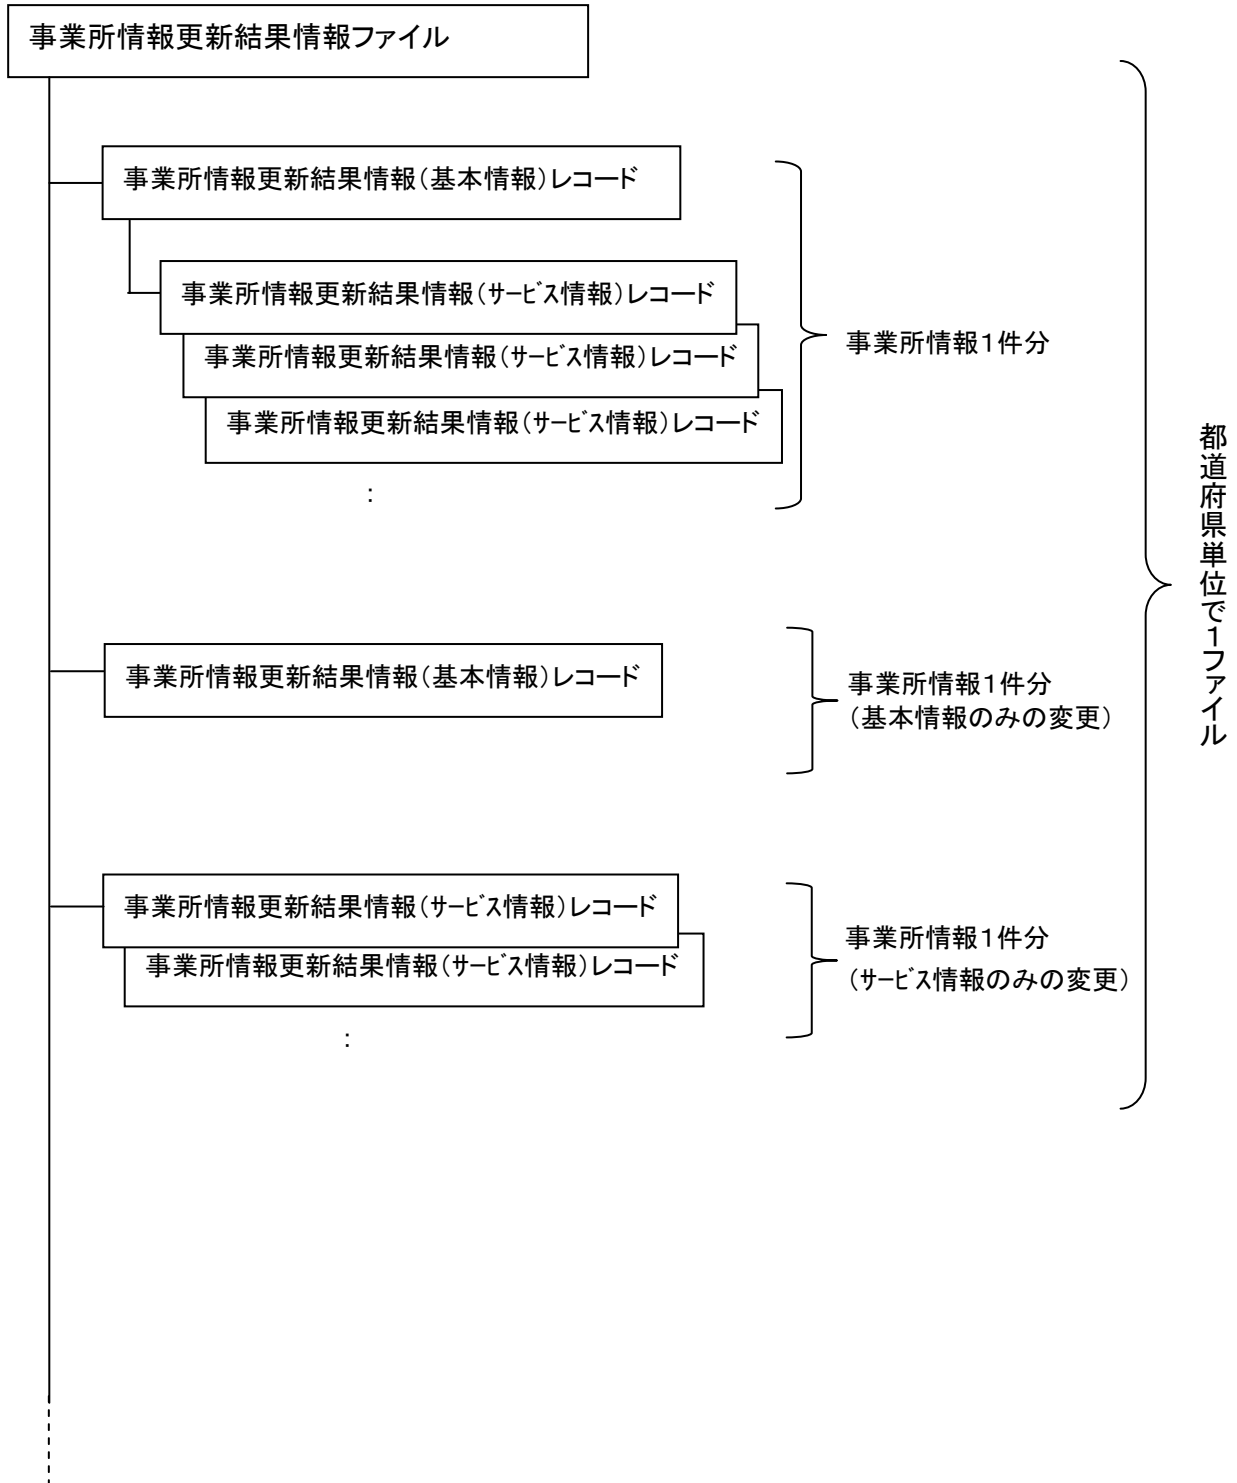 事業所情報更新結果情報ファイル
事業所情報更新結果情報（基本情報）レコード
事業所情報更新結果情報（ｻｰﾋﾞｽ情報）レコード
事業所情報更新結果情報（ｻｰﾋﾞｽ情報）レコード
事業所情報更新結果情報（ｻｰﾋﾞｽ情報）レコード
：
事業所情報１件分
事業所情報更新結果情報（基本情報）レコード
事業所情報１件分
（基本情報のみの変更）
事業所情報更新結果情報（ｻｰﾋﾞｽ情報）レコード
事業所情報更新結果情報（ｻｰﾋﾞｽ情報）レコード
：
事業所情報１件分
（ｻｰﾋﾞｽ情報のみの変更）
都道府県単位で１ファイル